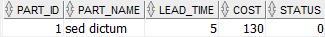 PART_ID PART_NAME LEAD_TIME COST STATUS
1 sed dictum 5 130 0